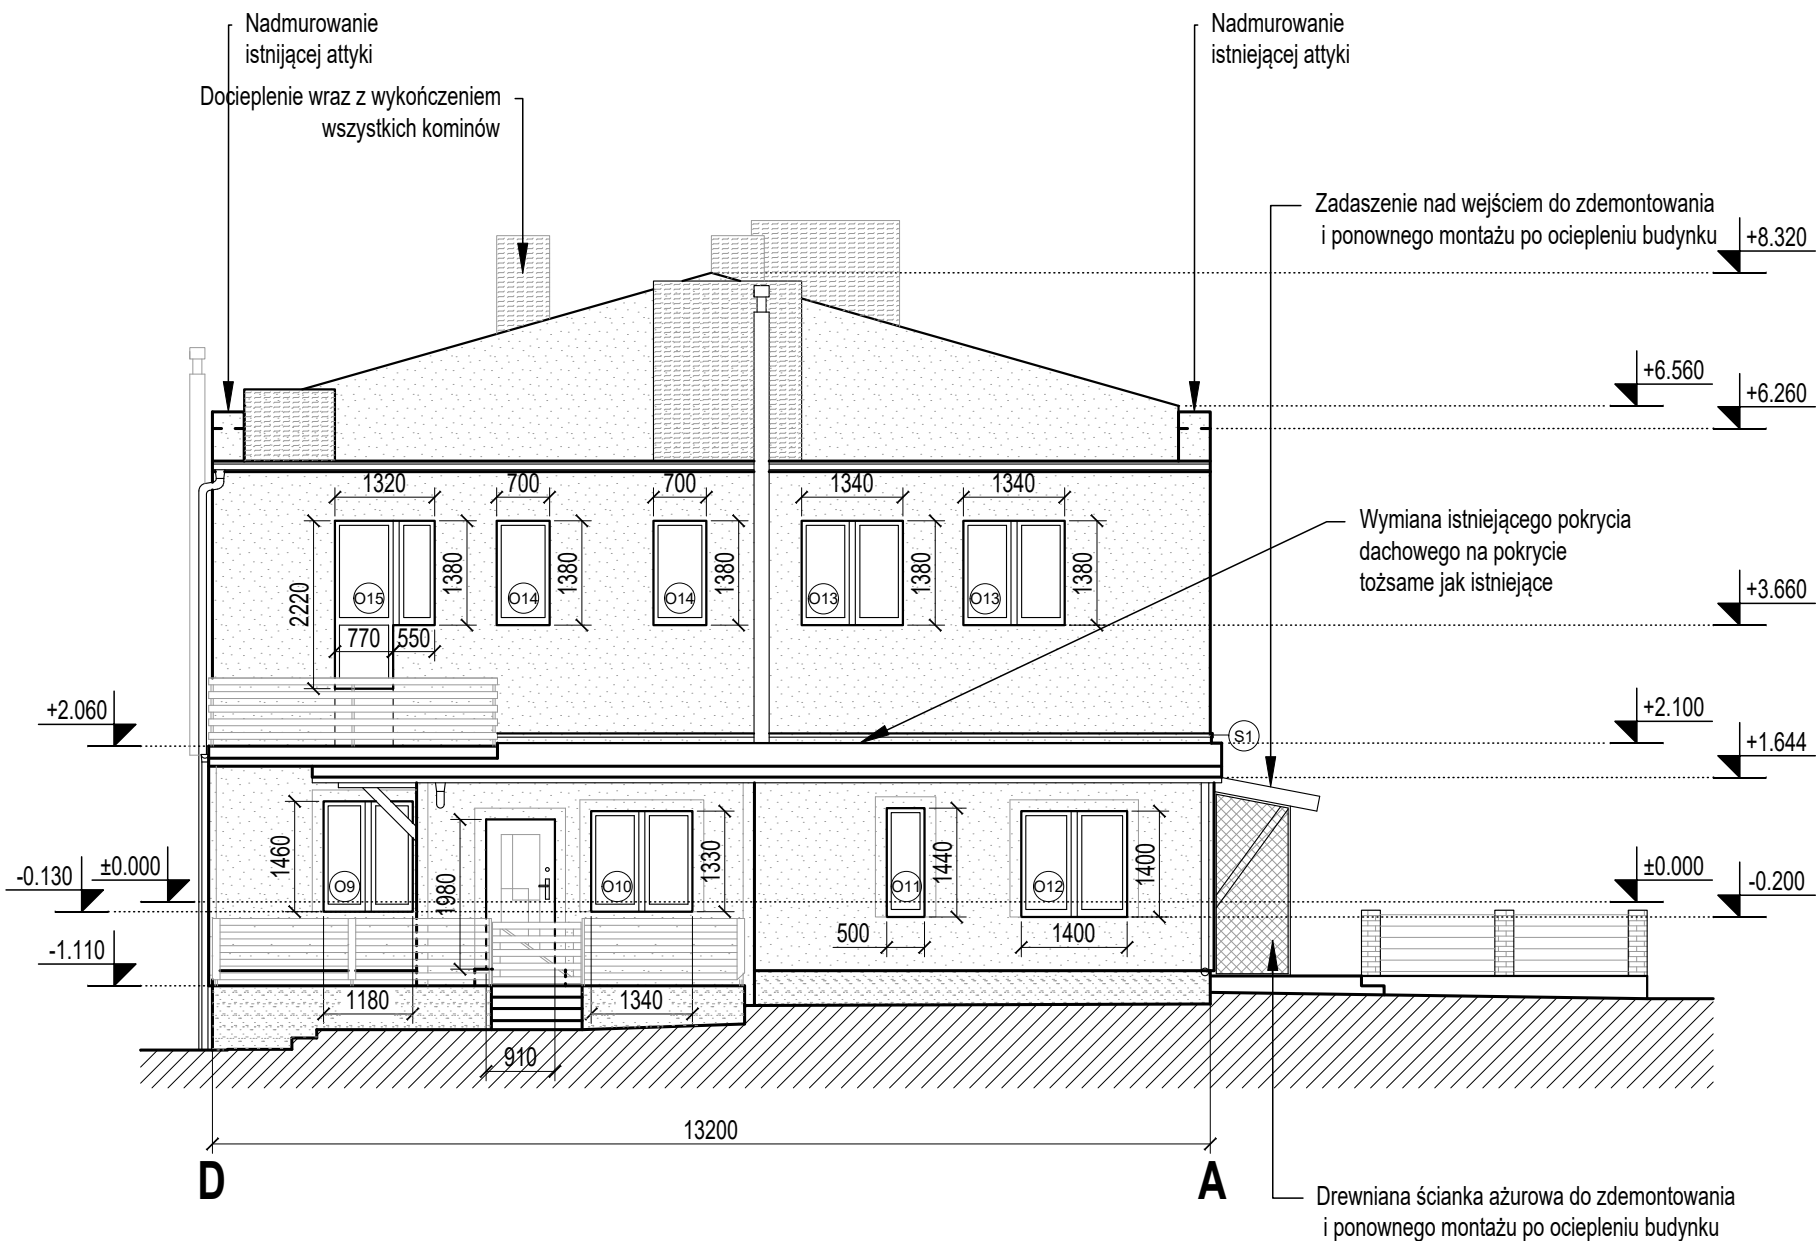 Nadmurowanie
istnijącej attyki
Nadmurowanie
istniejącej attyki
Docieplenie wraz z wykończeniem
wszystkich kominów
Zadaszenie nad wejściem do zdemontowania
i ponownego montażu po ociepleniu budynku
+8.320
+6.560
+6.260
1320
700
700
1340
1340
Wymiana istniejącego pokrycia
dachowego na pokrycie
tożsame jak istniejące
2220
1380
1380
1380
1380
1380
O15
O14
O14
O13
O13
+3.660
770
550
+2.060
+2.100
S1
+1.644
1460
1980
1330
1440
1400
-0.130
±0.000
O9
O10
O11
O12
±0.000
-0.200
500
1400
-1.110
1180
1340
910
13200
D
A
Drewniana ścianka ażurowa do zdemontowania
i ponownego montażu po ociepleniu budynku